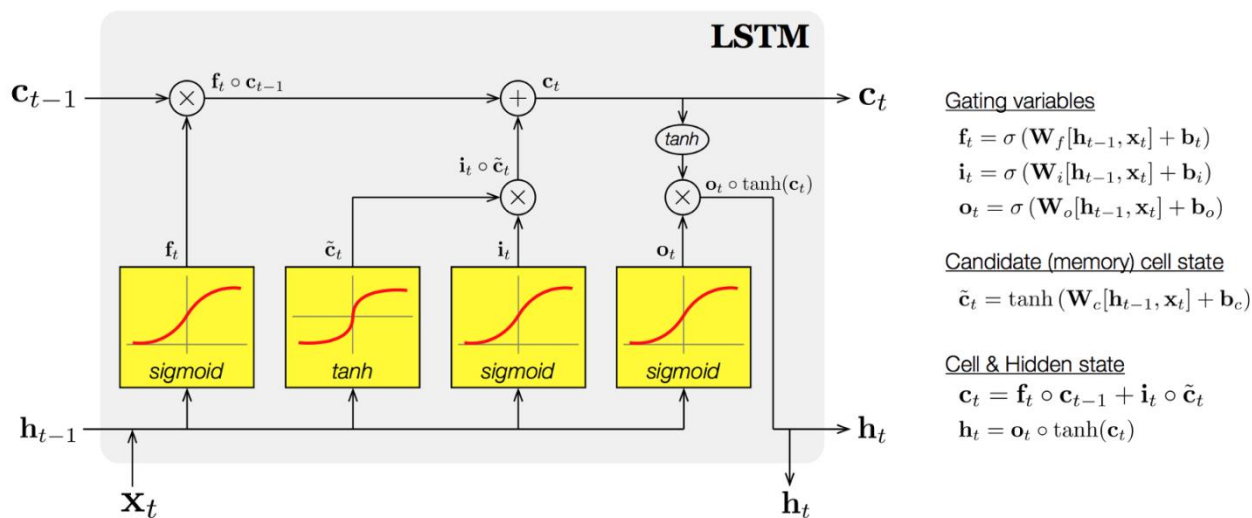 LSTM
c_{t−1}
f_t ∘ c_{t−1}
c_t
c_t
tanh
i_t ∘ c̃_t
o_t ∘ tanh(c_t)
f_t
c̃_t
i_t
o_t
sigmoid
tanh
sigmoid
sigmoid
h_{t−1}
h_t
x_t
h_t
Gating variables
f_t = σ (W_f[h_{t−1}, x_t] + b_t)
i_t = σ (W_i[h_{t−1}, x_t] + b_i)
o_t = σ (W_o[h_{t−1}, x_t] + b_o)
Candidate (memory) cell state
c̃_t = tanh (W_c[h_{t−1}, x_t] + b_c)
Cell & Hidden state
c_t = f_t ∘ c_{t−1} + i_t ∘ c̃_t
h_t = o_t ∘ tanh(c_t)